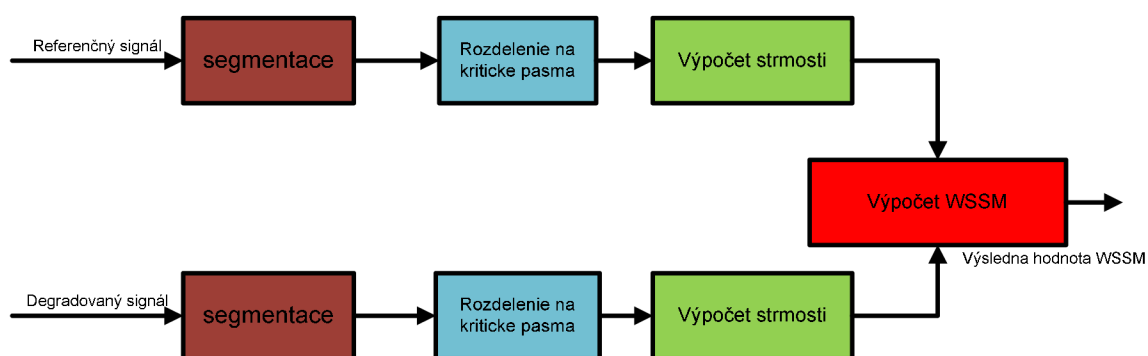 Referenčný signál
segmentace
Rozdelenie na
kriticke pasma
Výpočet strmosti
Výpočet WSSM
Výsledna hodnota WSSM
Degradovaný signál
segmentace
Rozdelenie na
kriticke pasma
Výpočet strmosti